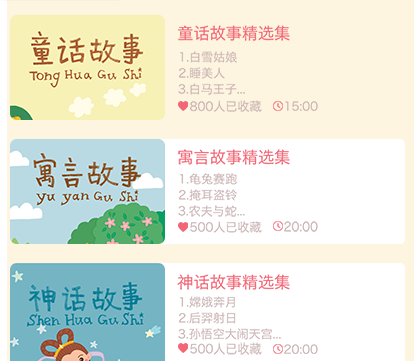 童话故事
Tong Hua Gu Shi
童话故事精选集
1.白雪姑娘
2.睡美人
3.白马王子...
800人已收藏 15:00
寓言故事
yu yan Gu Shi
寓言故事精选集
1.龟兔赛跑
2.掩耳盗铃
3.农夫与蛇...
500人已收藏 20:00
神话故事
Shen Hua Gu Shi
神话故事精选集
1.嫦娥奔月
2.后羿射日
3.孙悟空大闹天宫...
500人已收藏 20:00